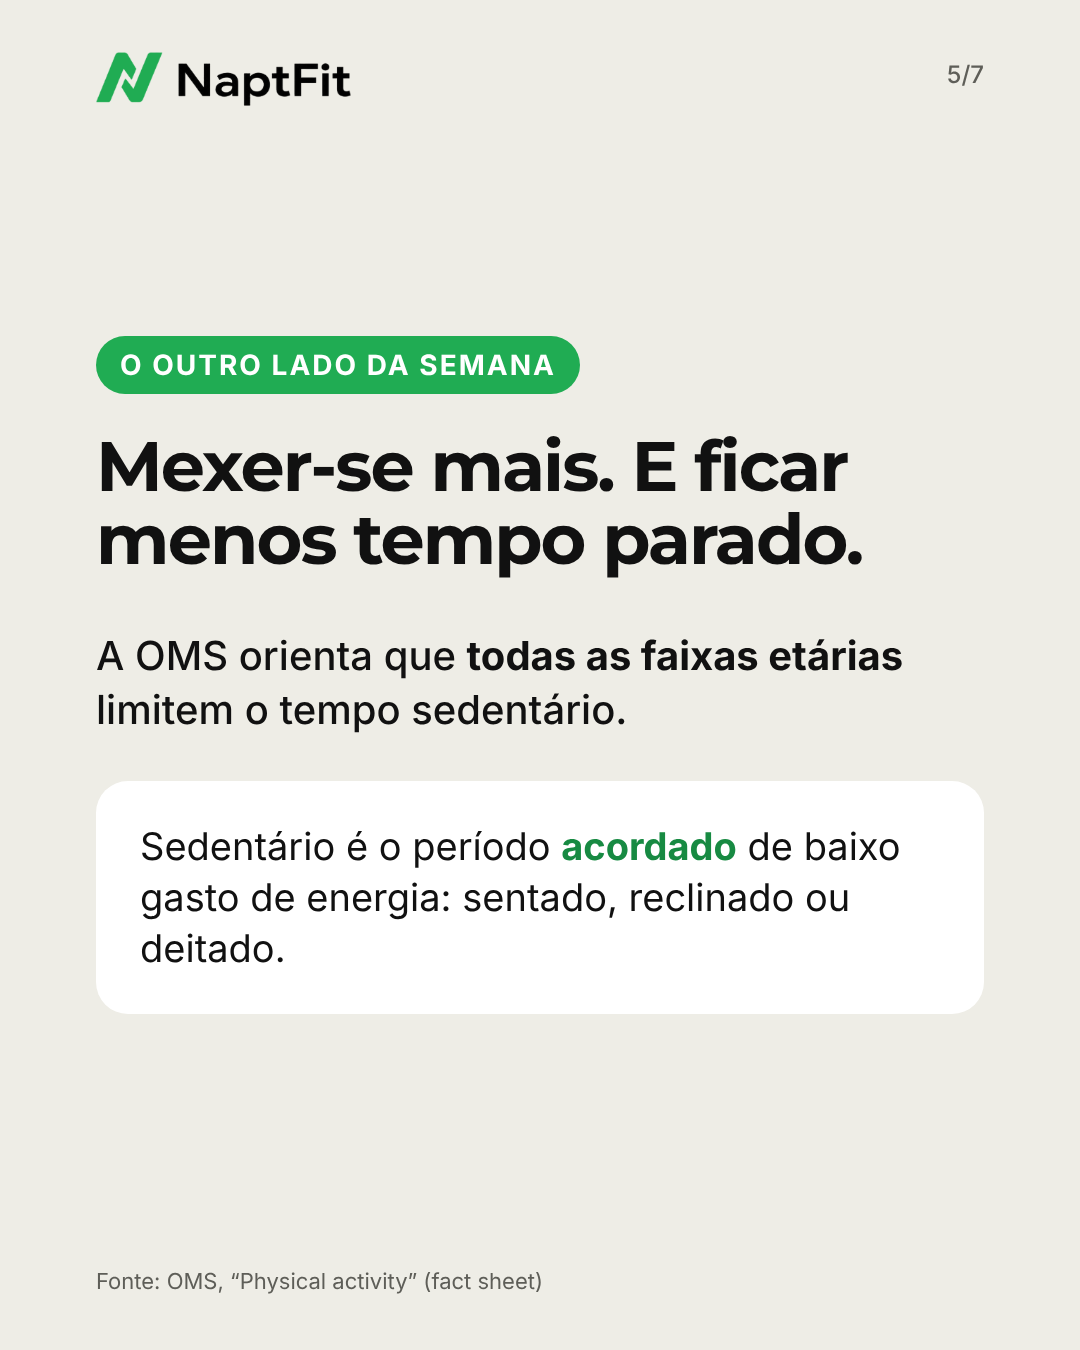 NaptFit
5/7
O OUTRO LADO DA SEMANA
Mexer-se mais. E ficar
menos tempo parado.
A OMS orienta que todas as faixas etárias
limitem o tempo sedentário.
Sedentário é o período acordado de baixo
gasto de energia: sentado, reclinado ou
deitado.
Fonte: OMS, “Physical activity” (fact sheet)